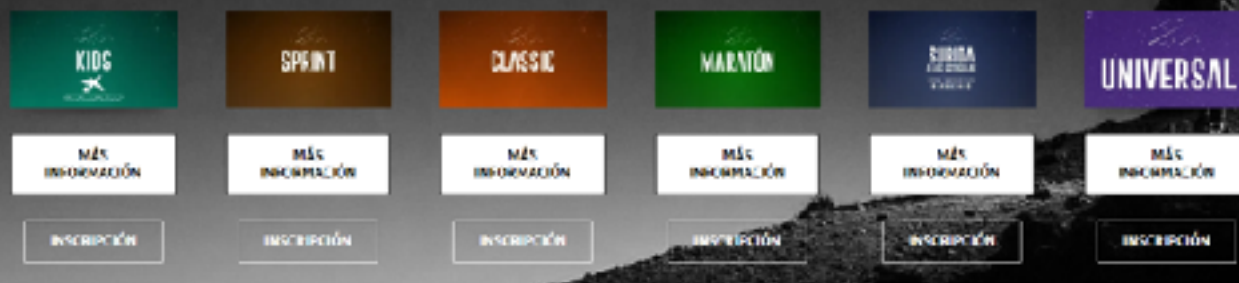 KIDS
SPRINT
CLASSIC
MARATÓN
SUBIDA
UNIVERSAL
MÁS
INFORMACIÓN
MÁS
INFORMACIÓN
MÁS
INFORMACIÓN
MÁS
INFORMACIÓN
MÁS
INFORMACIÓN
MÁS
INFORMACIÓN
INSCRIPCIÓN
INSCRIPCIÓN
INSCRIPCIÓN
INSCRIPCIÓN
INSCRIPCIÓN
INSCRIPCIÓN